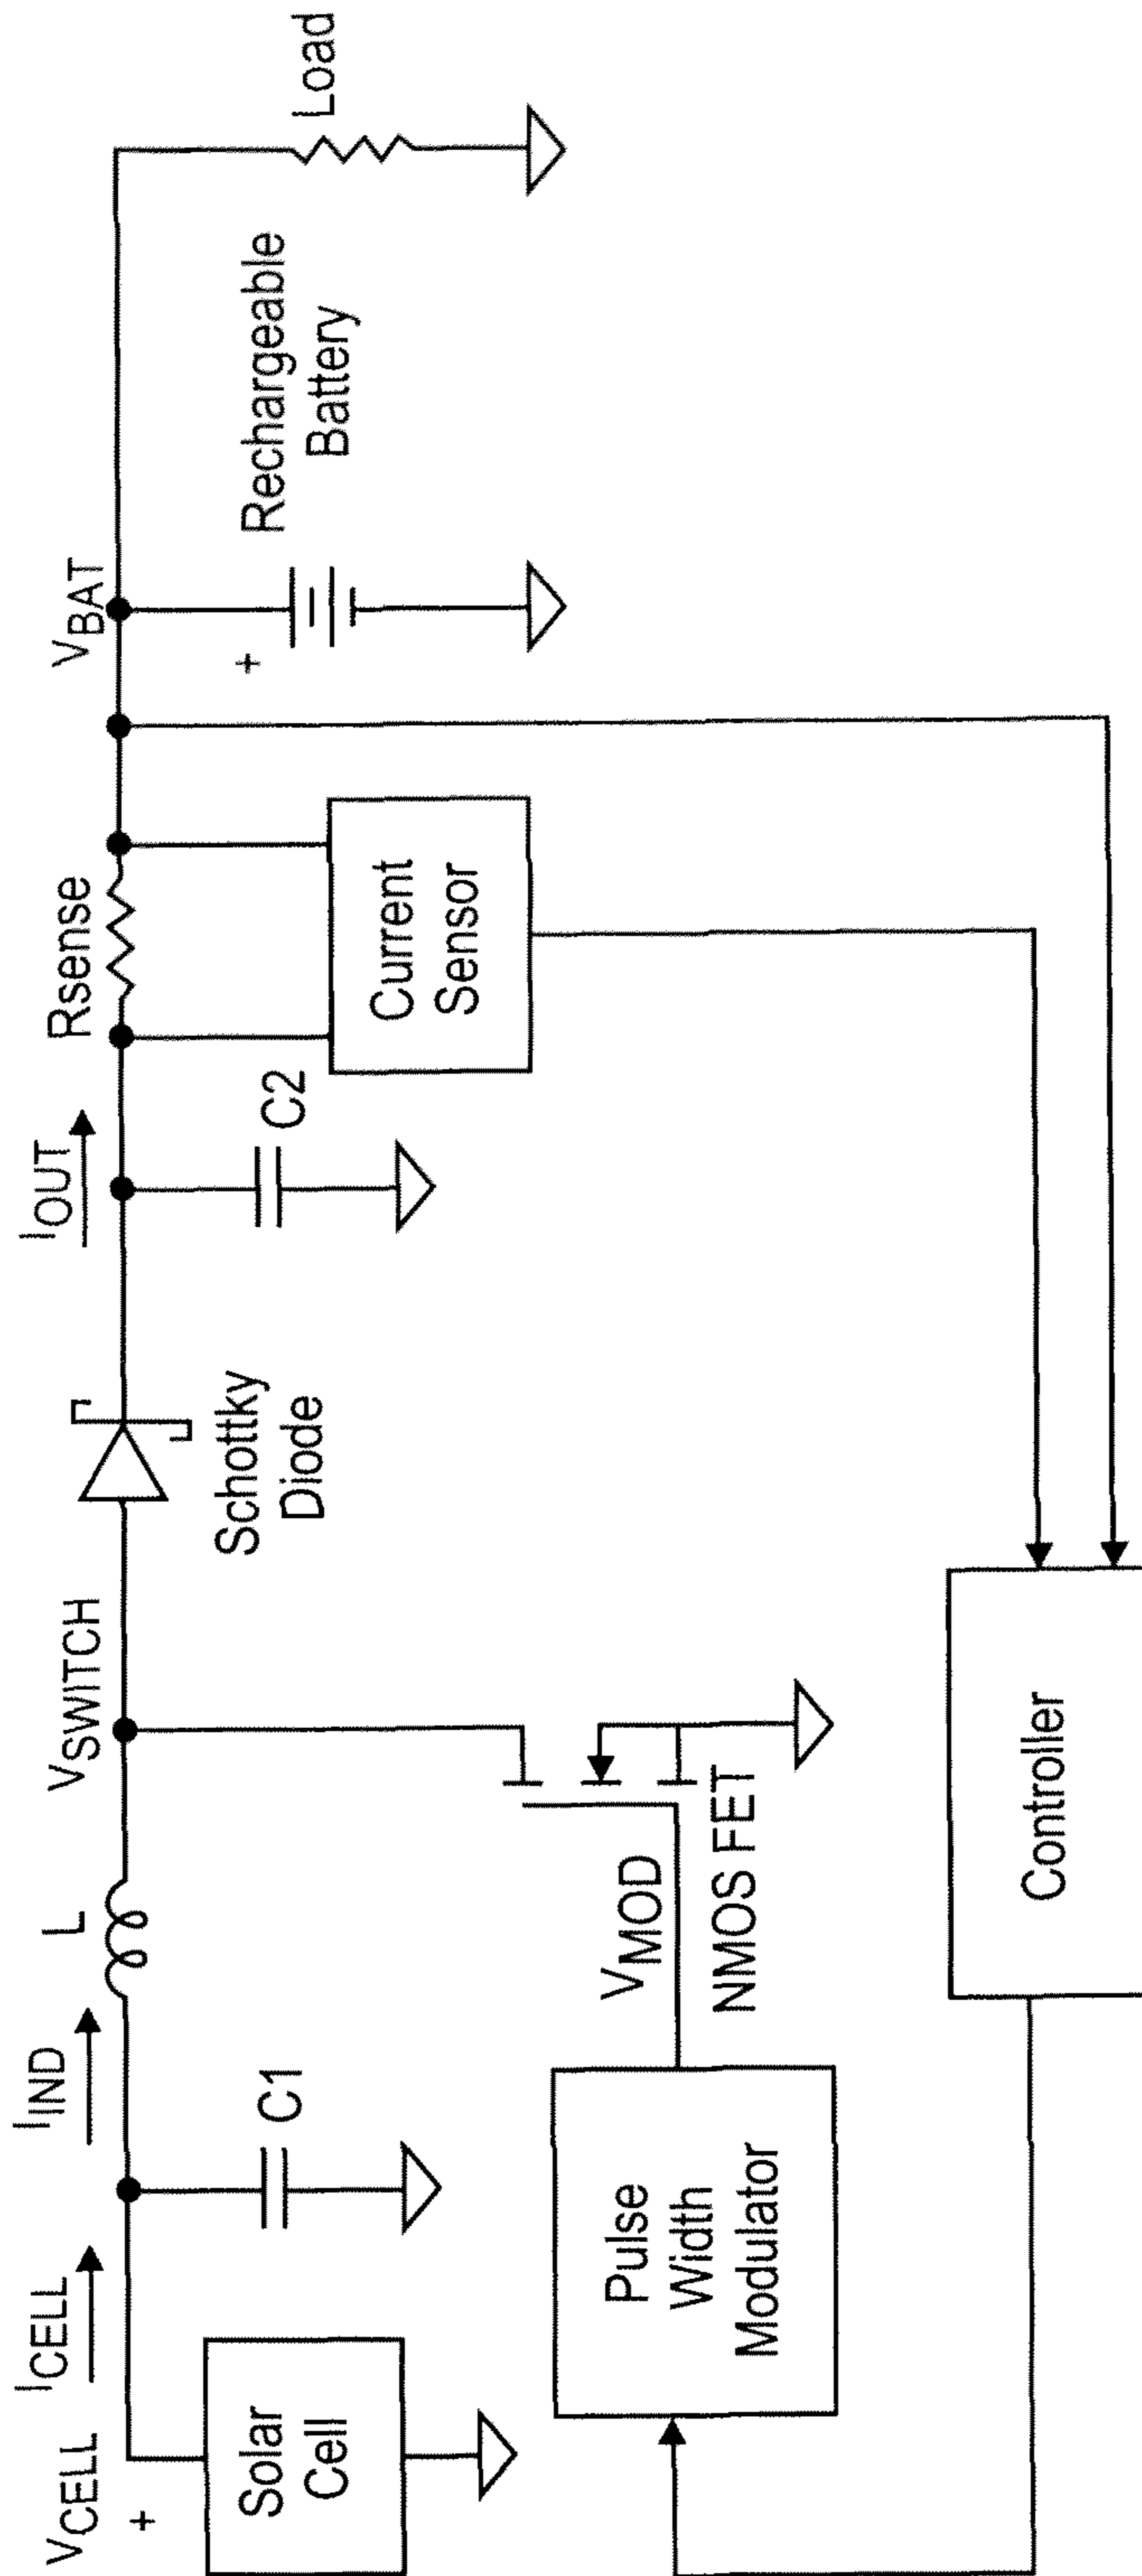 VCELL
+
ICELL
IIND
L
VSWITCH
Schottky
Diode
IOUT
Rsense
VBAT
Solar
Cell
C1
C2
Current
Sensor
+
Rechargeable
Battery
Load
Pulse
Width
Modulator
VMOD
NMOS FET
Controller